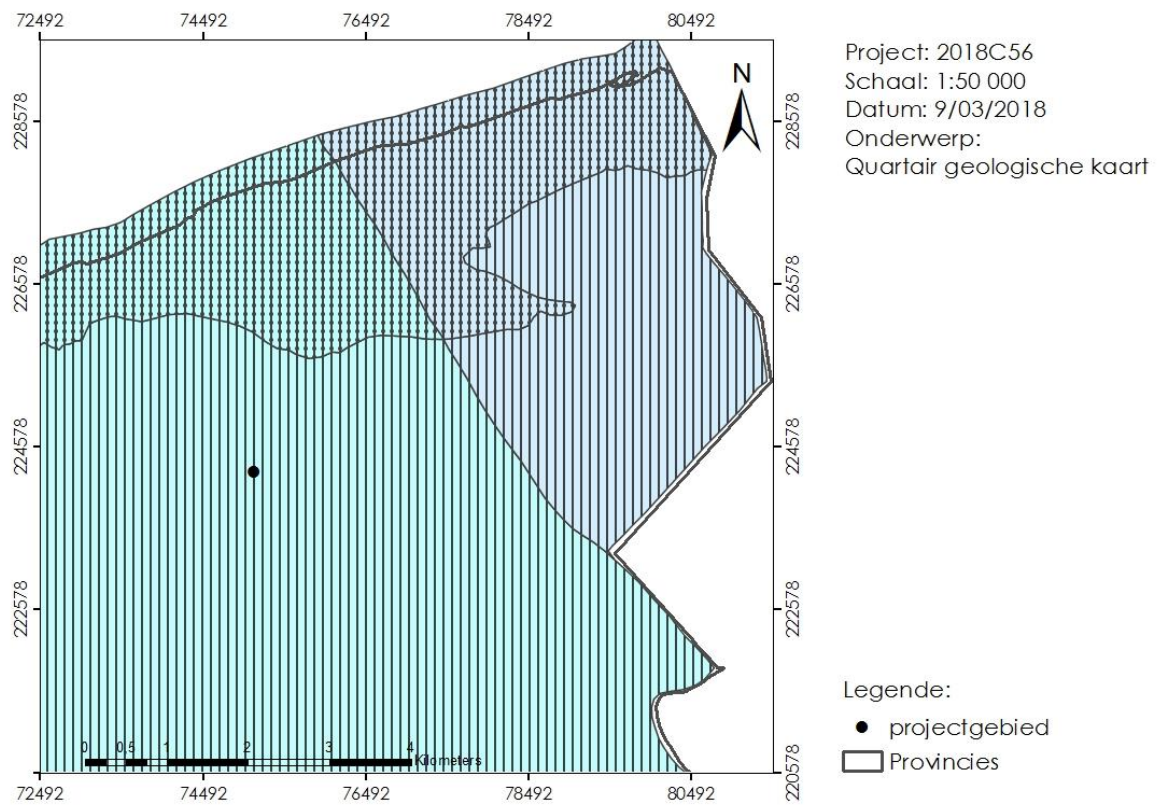 72492 74492 76492 78492 80492
Project: 2018C56
Schaal: 1:50 000
Datum: 9/03/2018
Onderwerp:
Quartair geologische kaart
N
228578 228578
226578 226578
224578 224578
222578 222578
220578
Legende:
projectgebied
Provincies
0 0,5 1 2 3 4
Kilometers
72492 74492 76492 78492 80492